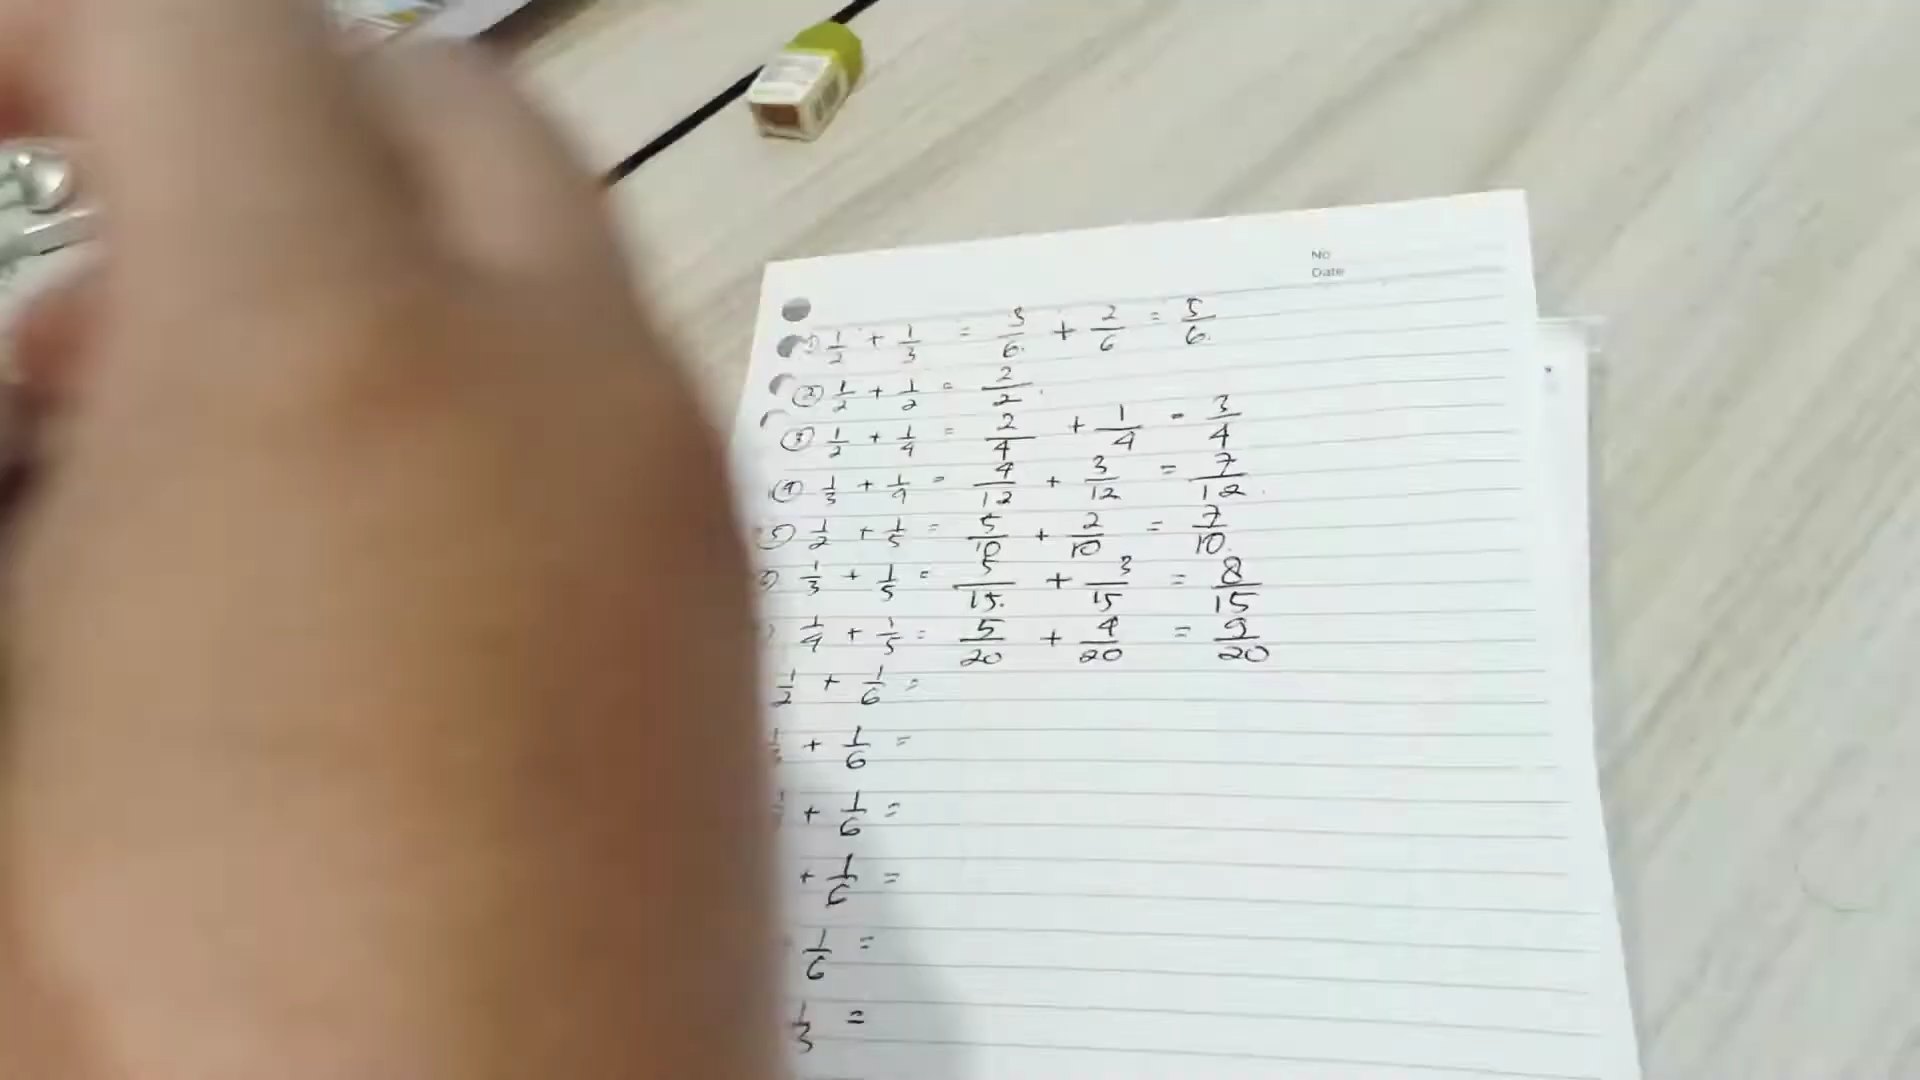 No
Date
① 1/2 + 1/3 = 3/6 + 2/6 = 5/6
② 1/2 + 1/2 = 2/2
③ 1/2 + 1/4 = 2/4 + 1/4 = 3/4
④ 1/3 + 1/4 = 4/12 + 3/12 = 7/12
⑤ 1/2 + 1/5 = 5/10 + 2/10 = 7/10
1/3 + 1/5 = 5/15 + 3/15 = 8/15
1/4 + 1/5 = 5/20 + 4/20 = 9/20
1/2 + 1/6 =
+ 1/6 =
+ 1/6 =
+ 1/6 =
1/6 =
1/3 =